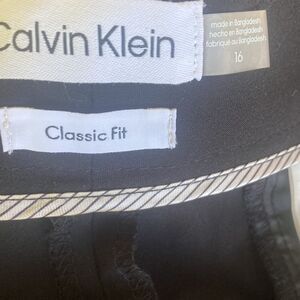 Calvin Klein
made in Bangladesh
hecho en Bangladesh
fabriqué au Bangladesh
16
Classic Fit